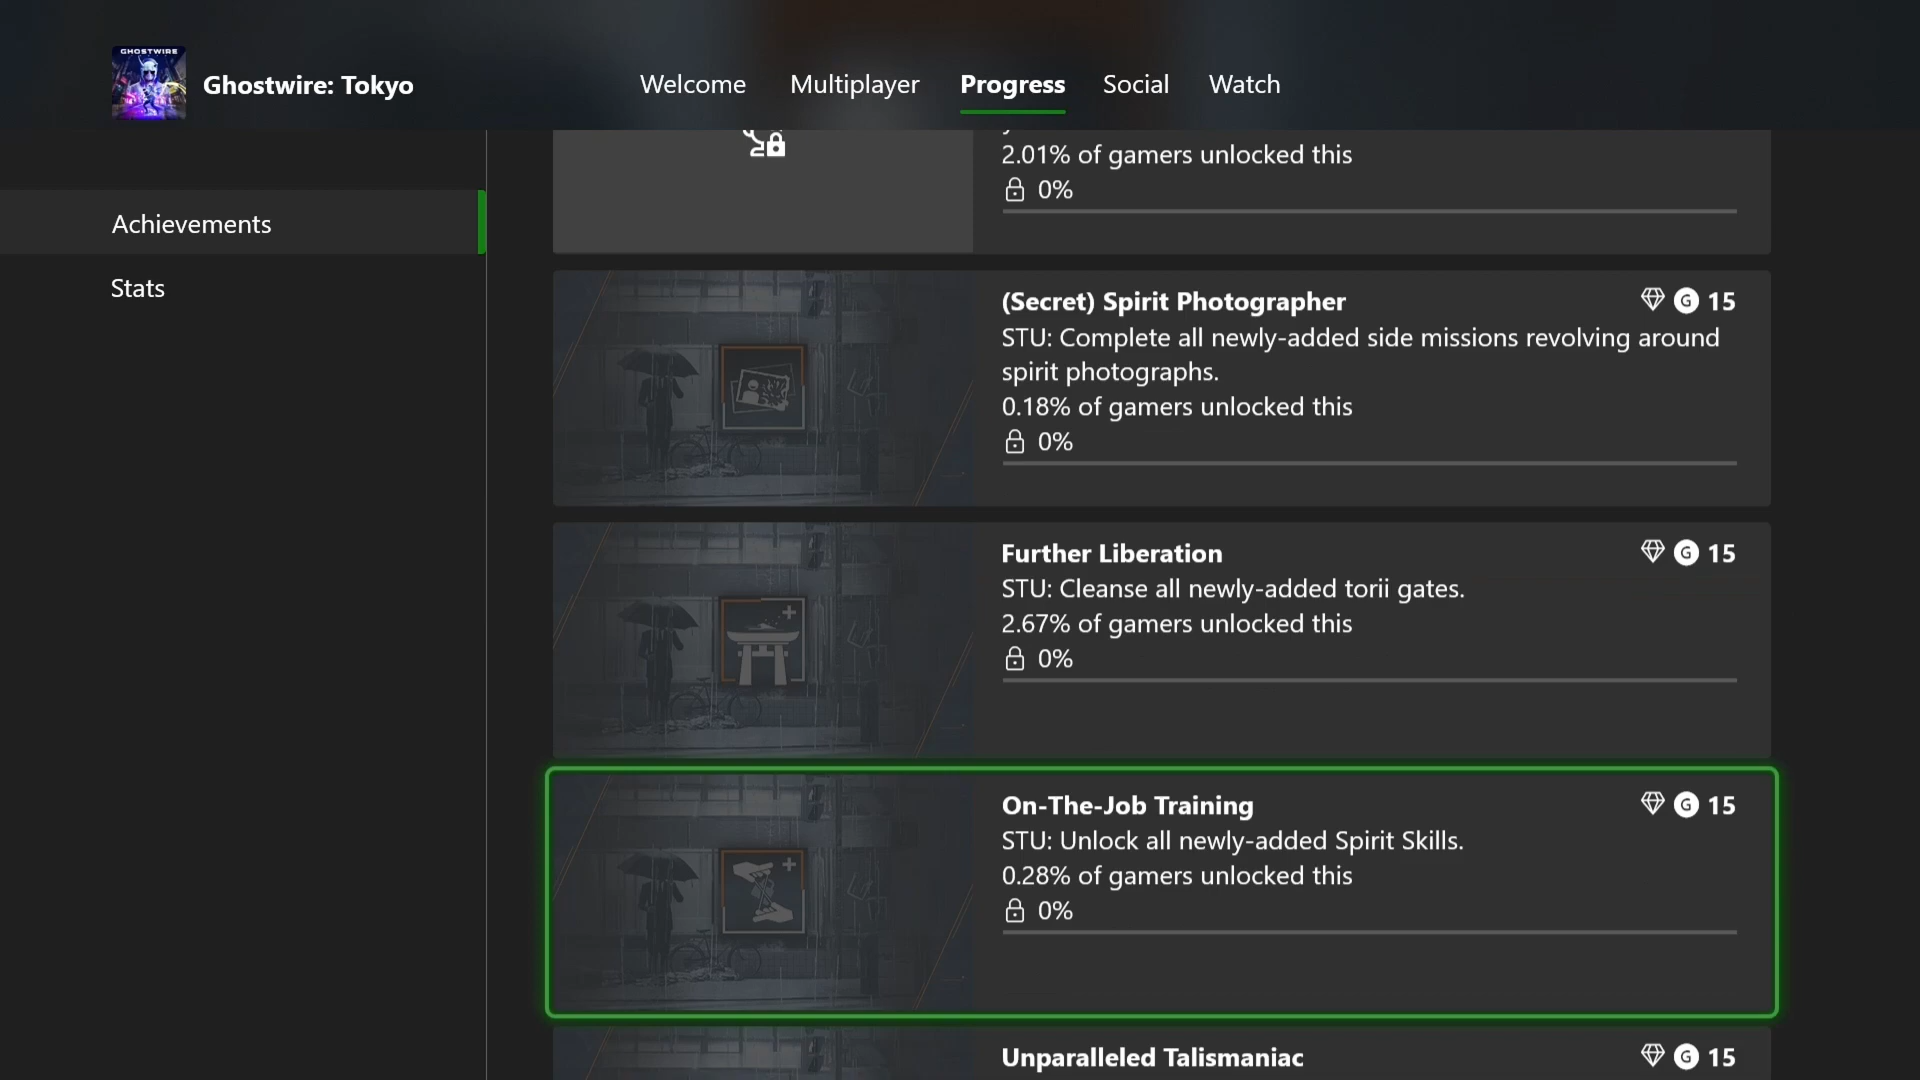 GHOSTWIRE
Ghostwire: Tokyo
Welcome
Multiplayer
Progress
Social
Watch
Achievements
Stats
2.01% of gamers unlocked this
0%
(Secret) Spirit Photographer
G 15
STU: Complete all newly-added side missions revolving around
spirit photographs.
0.18% of gamers unlocked this
0%
Further Liberation
G 15
STU: Cleanse all newly-added torii gates.
2.67% of gamers unlocked this
0%
On-The-Job Training
G 15
STU: Unlock all newly-added Spirit Skills.
0.28% of gamers unlocked this
0%
Unparalleled Talismaniac
G 15